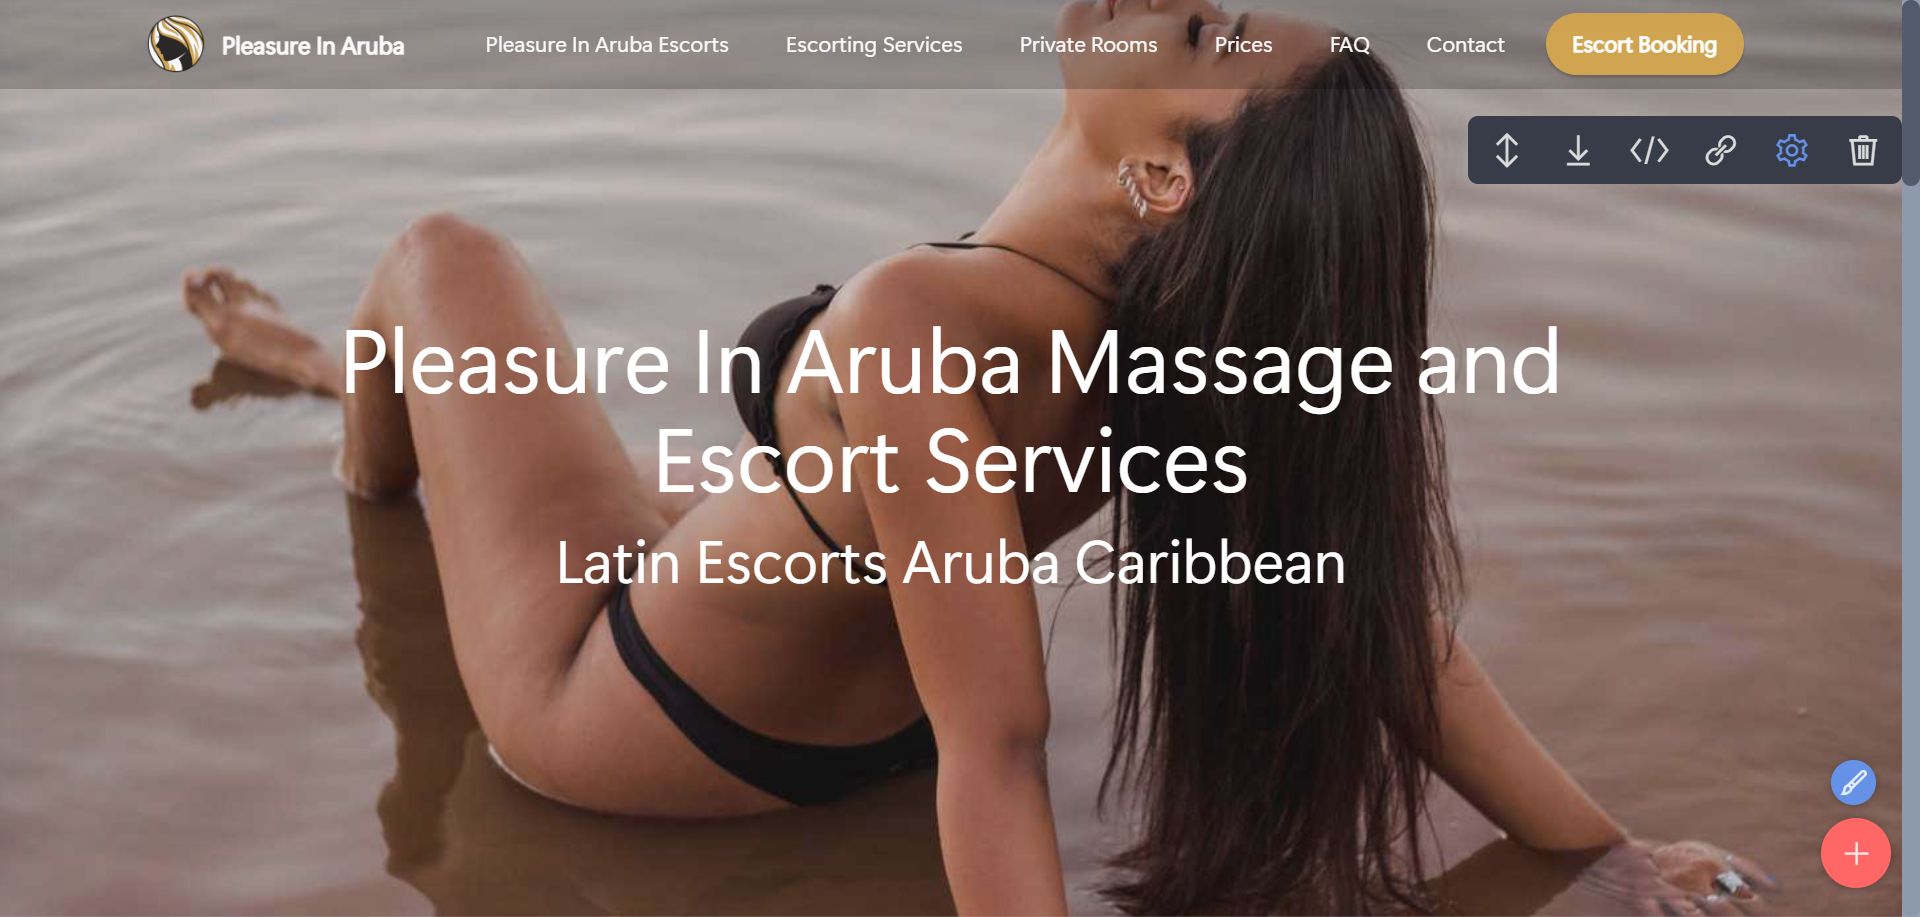 Pleasure In Aruba
Pleasure In Aruba Escorts
Escorting Services
Private Rooms
Prices
FAQ
Contact
Escort Booking
Pleasure In Aruba Massage and
Escort Services
Latin Escorts Aruba Caribbean